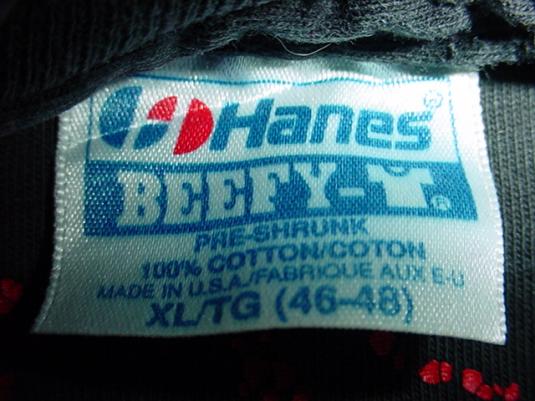 Hanes®
BEEFY-T®
PRE-SHRUNK
100% COTTON/COTON
MADE IN U.S.A./FABRIQUE AUX E-U
XL/TG (46-48)